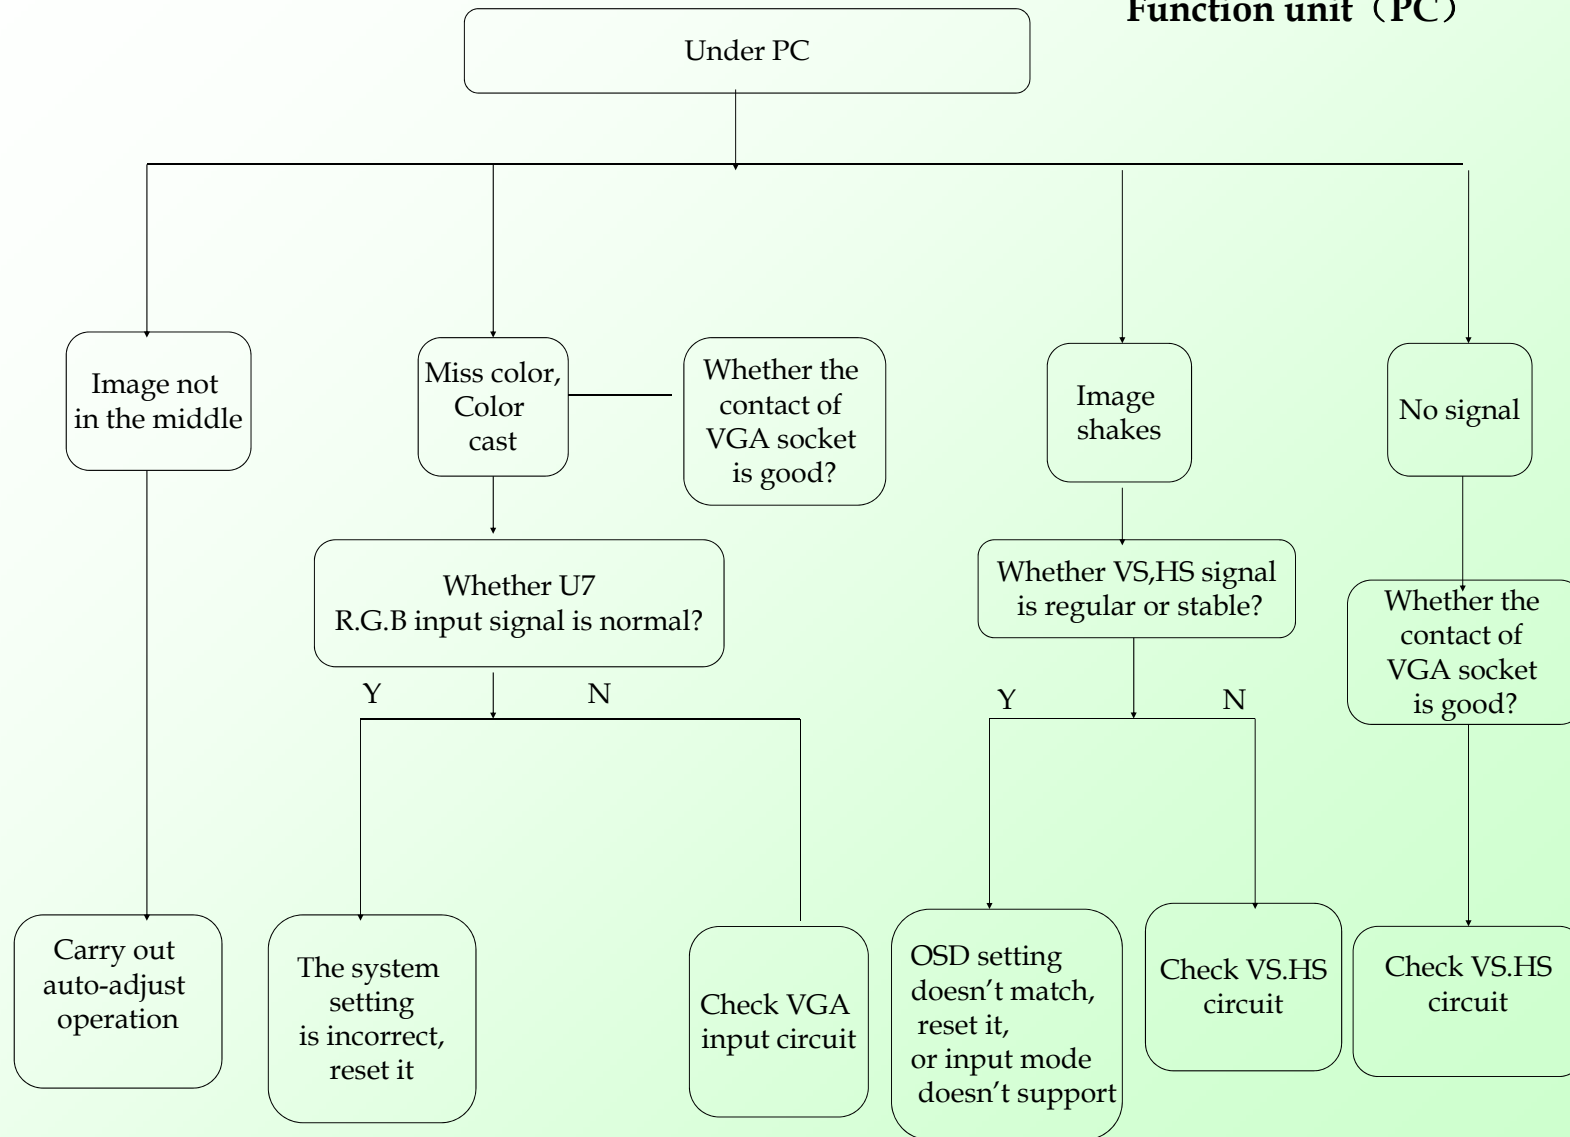 Function unit（PC）
Under PC
Image not
in the middle
Miss color,
Color
cast
Whether the
contact of
VGA socket
is good?
Image
shakes
No signal
Whether U7
R.G.B input signal is normal?
Whether VS,HS signal
is regular or stable?
Whether the
contact of
VGA socket
is good?
Y
N
Y
N
Carry out
auto-adjust
operation
The system
setting
is incorrect,
reset it
Check VGA
input circuit
OSD setting
doesn’t match,
reset it,
or input mode
doesn’t support
Check VS.HS
circuit
Check VS.HS
circuit